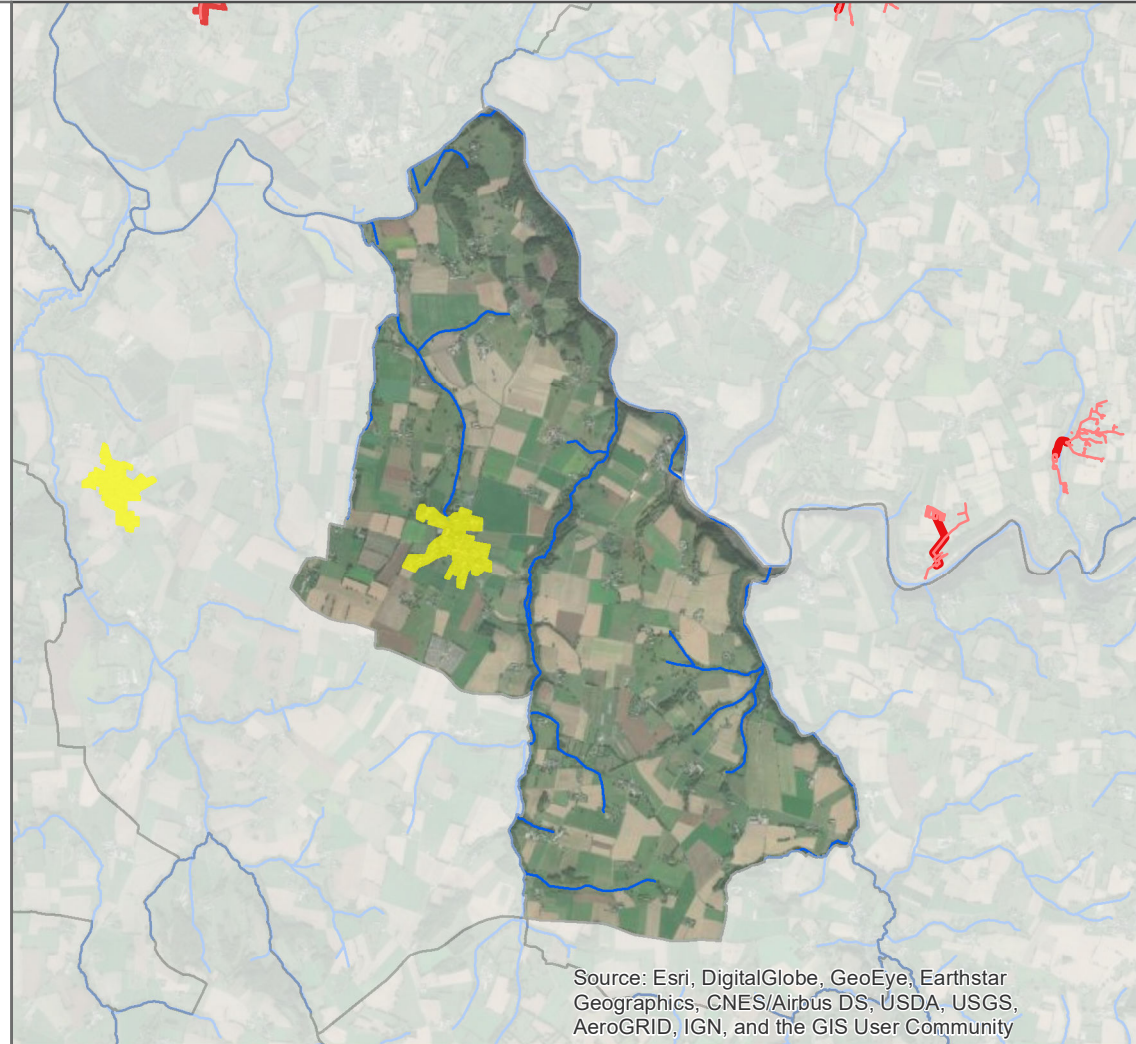 Source: Esri, DigitalGlobe, GeoEye, Earthstar
Geographics, CNES/Airbus DS, USDA, USGS,
AeroGRID, IGN, and the GIS User Community